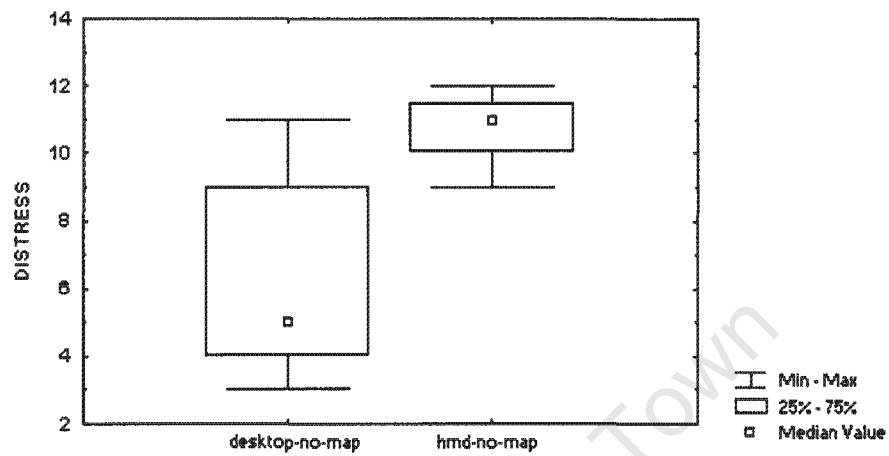 14
12
10
8
6
4
2
DISTRESS
desktop-no-map
hmd-no-map
Min - Max
25% - 75%
Median Value
Town